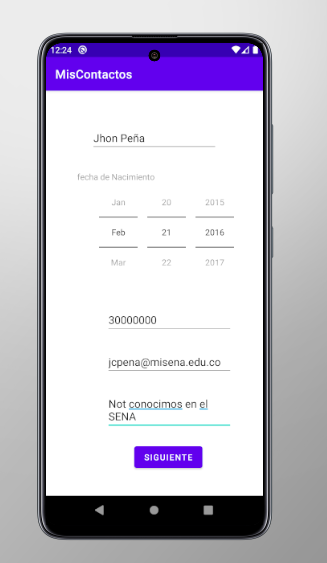 12:24
MisContactos
Jhon Peña
fecha de Nacimiento
Jan 20 2015
Feb 21 2016
Mar 22 2017
30000000
jcpena@misena.edu.co
Not conocimos en el
SENA
SIGUIENTE